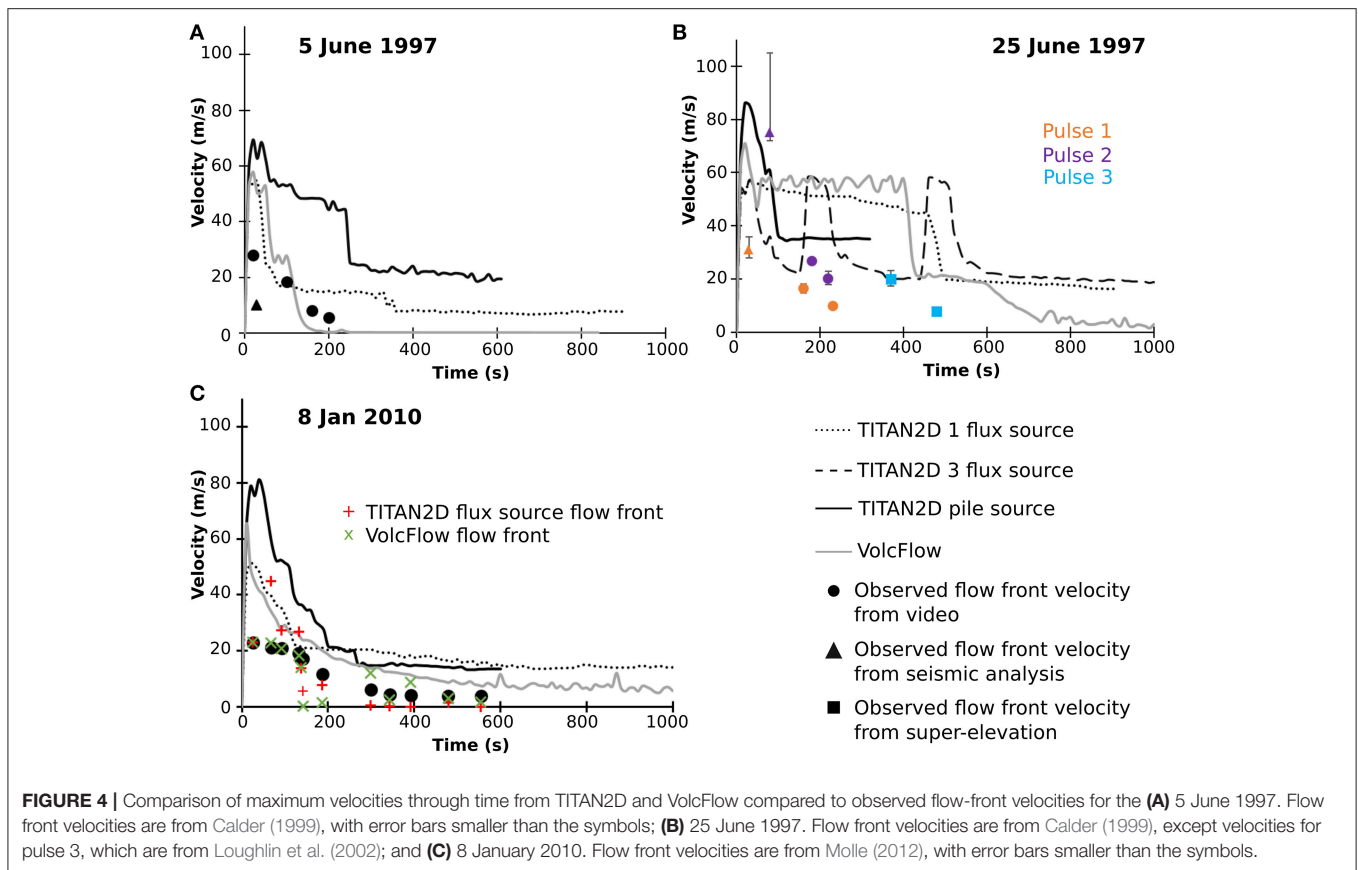 A
5 June 1997
Velocity (m/s)
100
80
60
40
20
0
0
200
400
600
800
1000
Time (s)
B
25 June 1997
Velocity (m/s)
100
80
60
40
20
0
0
200
400
600
800
1000
Time (s)
Pulse 1
Pulse 2
Pulse 3
C
8 Jan 2010
Velocity (m/s)
100
80
60
40
20
0
0
200
400
600
800
1000
Time (s)
TITAN2D flux source flow front
VolcFlow flow front
TITAN2D 1 flux source
TITAN2D 3 flux source
TITAN2D pile source
VolcFlow
Observed flow front velocity
from video
Observed flow front velocity
from seismic analysis
Observed flow front velocity
from super-elevation
FIGURE 4 | Comparison of maximum velocities through time from TITAN2D and VolcFlow compared to observed flow-front velocities for the (A) 5 June 1997. Flow
front velocities are from Calder (1999), with error bars smaller than the symbols; (B) 25 June 1997. Flow front velocities are from Calder (1999), except velocities for
pulse 3, which are from Loughlin et al. (2002); and (C) 8 January 2010. Flow front velocities are from Molle (2012), with error bars smaller than the symbols.